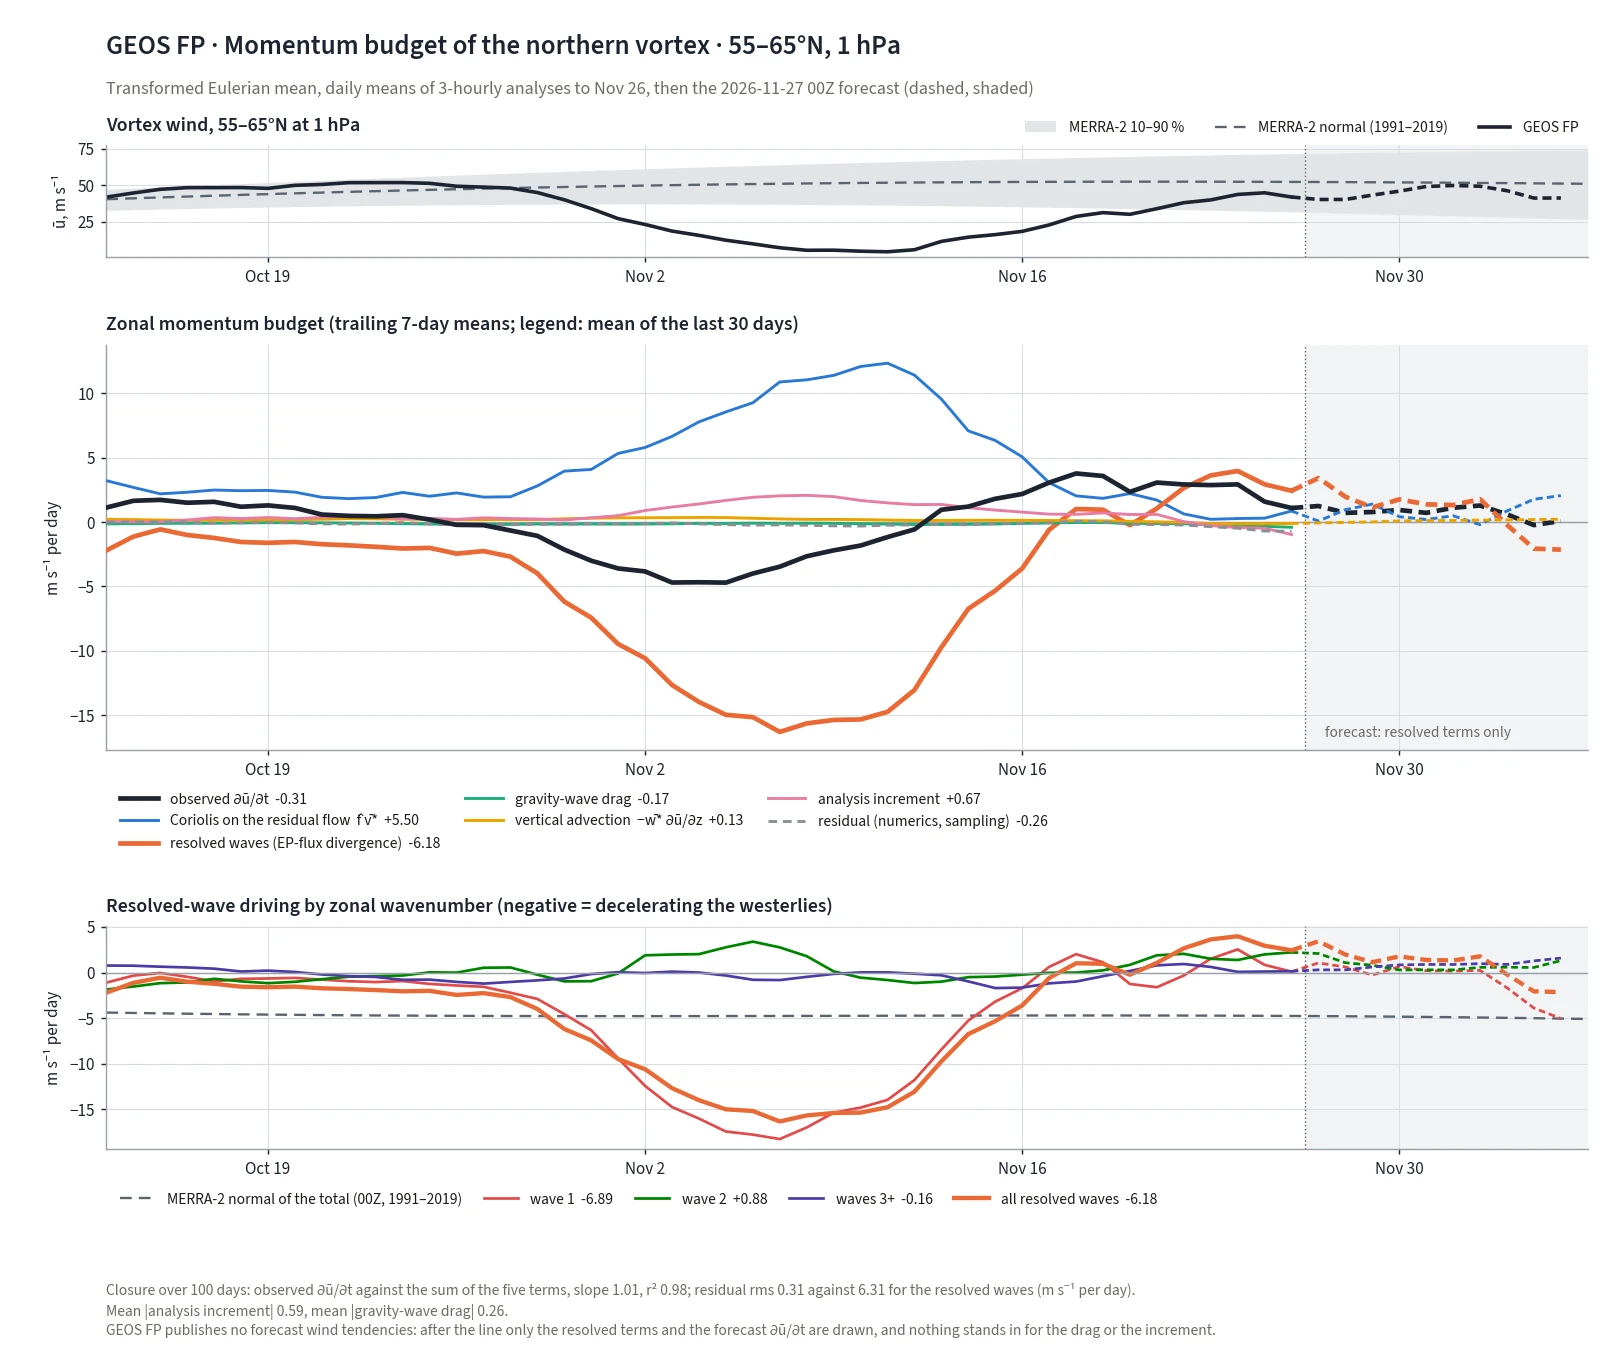 GEOS FP · Momentum budget of the northern vortex · 55–65°N, 1 hPa
Transformed Eulerian mean, daily means of 3-hourly analyses to Nov 26, then the 2026-11-27 00Z forecast (dashed, shaded)
Vortex wind, 55–65°N at 1 hPa
MERRA-2 10–90 %
MERRA-2 normal (1991–2019)
GEOS FP
ū, m s⁻¹
75
50
25
Oct 19
Nov 2
Nov 16
Nov 30
Zonal momentum budget (trailing 7-day means; legend: mean of the last 30 days)
m s⁻¹ per day
10
5
0
−5
−10
−15
forecast: resolved terms only
Oct 19
Nov 2
Nov 16
Nov 30
observed ∂ū/∂t -0.31
gravity-wave drag -0.17
analysis increment +0.67
Coriolis on the residual flow f v̄* +5.50
vertical advection −w̄* ∂ū/∂z +0.13
residual (numerics, sampling) -0.26
resolved waves (EP-flux divergence) -6.18
Resolved-wave driving by zonal wavenumber (negative = decelerating the westerlies)
m s⁻¹ per day
5
0
−5
−10
−15
Oct 19
Nov 2
Nov 16
Nov 30
MERRA-2 normal of the total (00Z, 1991–2019)
wave 1 -6.89
wave 2 +0.88
waves 3+ -0.16
all resolved waves -6.18
Closure over 100 days: observed ∂ū/∂t against the sum of the five terms, slope 1.01, r² 0.98; residual rms 0.31 against 6.31 for the resolved waves (m s⁻¹ per day).
Mean |analysis increment| 0.59, mean |gravity-wave drag| 0.26.
GEOS FP publishes no forecast wind tendencies: after the line only the resolved terms and the forecast ∂ū/∂t are drawn, and nothing stands in for the drag or the increment.